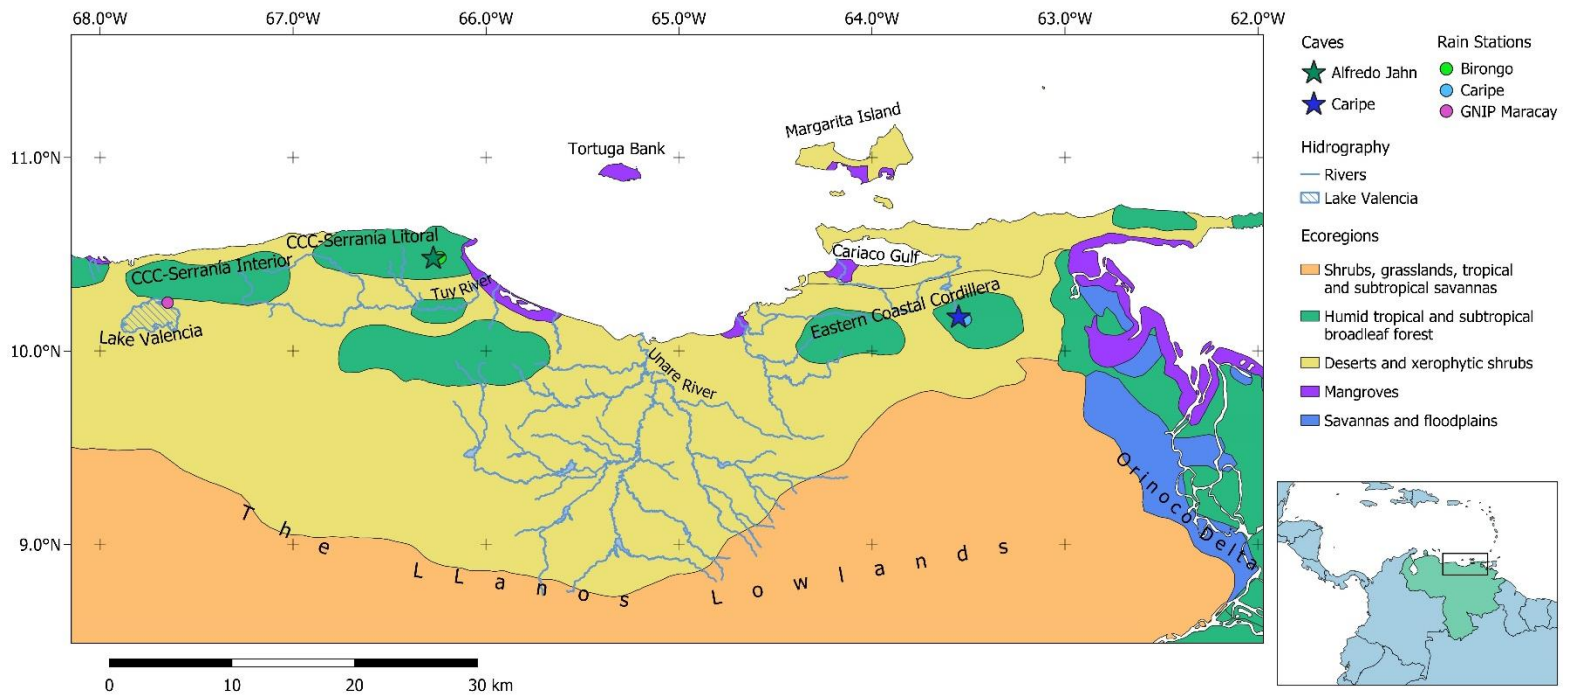 68.0°W 67.0°W 66.0°W 65.0°W 64.0°W 63.0°W 62.0°W
11.0°N
10.0°N
9.0°N
Tortuga Bank
Margarita Island
CCC-Serranía Litoral
CCC-Serranía Interior
Cariaco Gulf
Tuy River
Eastern Coastal Cordillera
Lake Valencia
Unare River
Orinoco Delta
The LLanos Lowlands
0 10 20 30 km
Caves
Alfredo Jahn
Caripe
Rain Stations
Birongo
Caripe
GNIP Maracay
Hidrography
Rivers
Lake Valencia
Ecoregions
Shrubs, grasslands, tropical
and subtropical savannas
Humid tropical and subtropical
broadleaf forest
Deserts and xerophytic shrubs
Mangroves
Savannas and floodplains